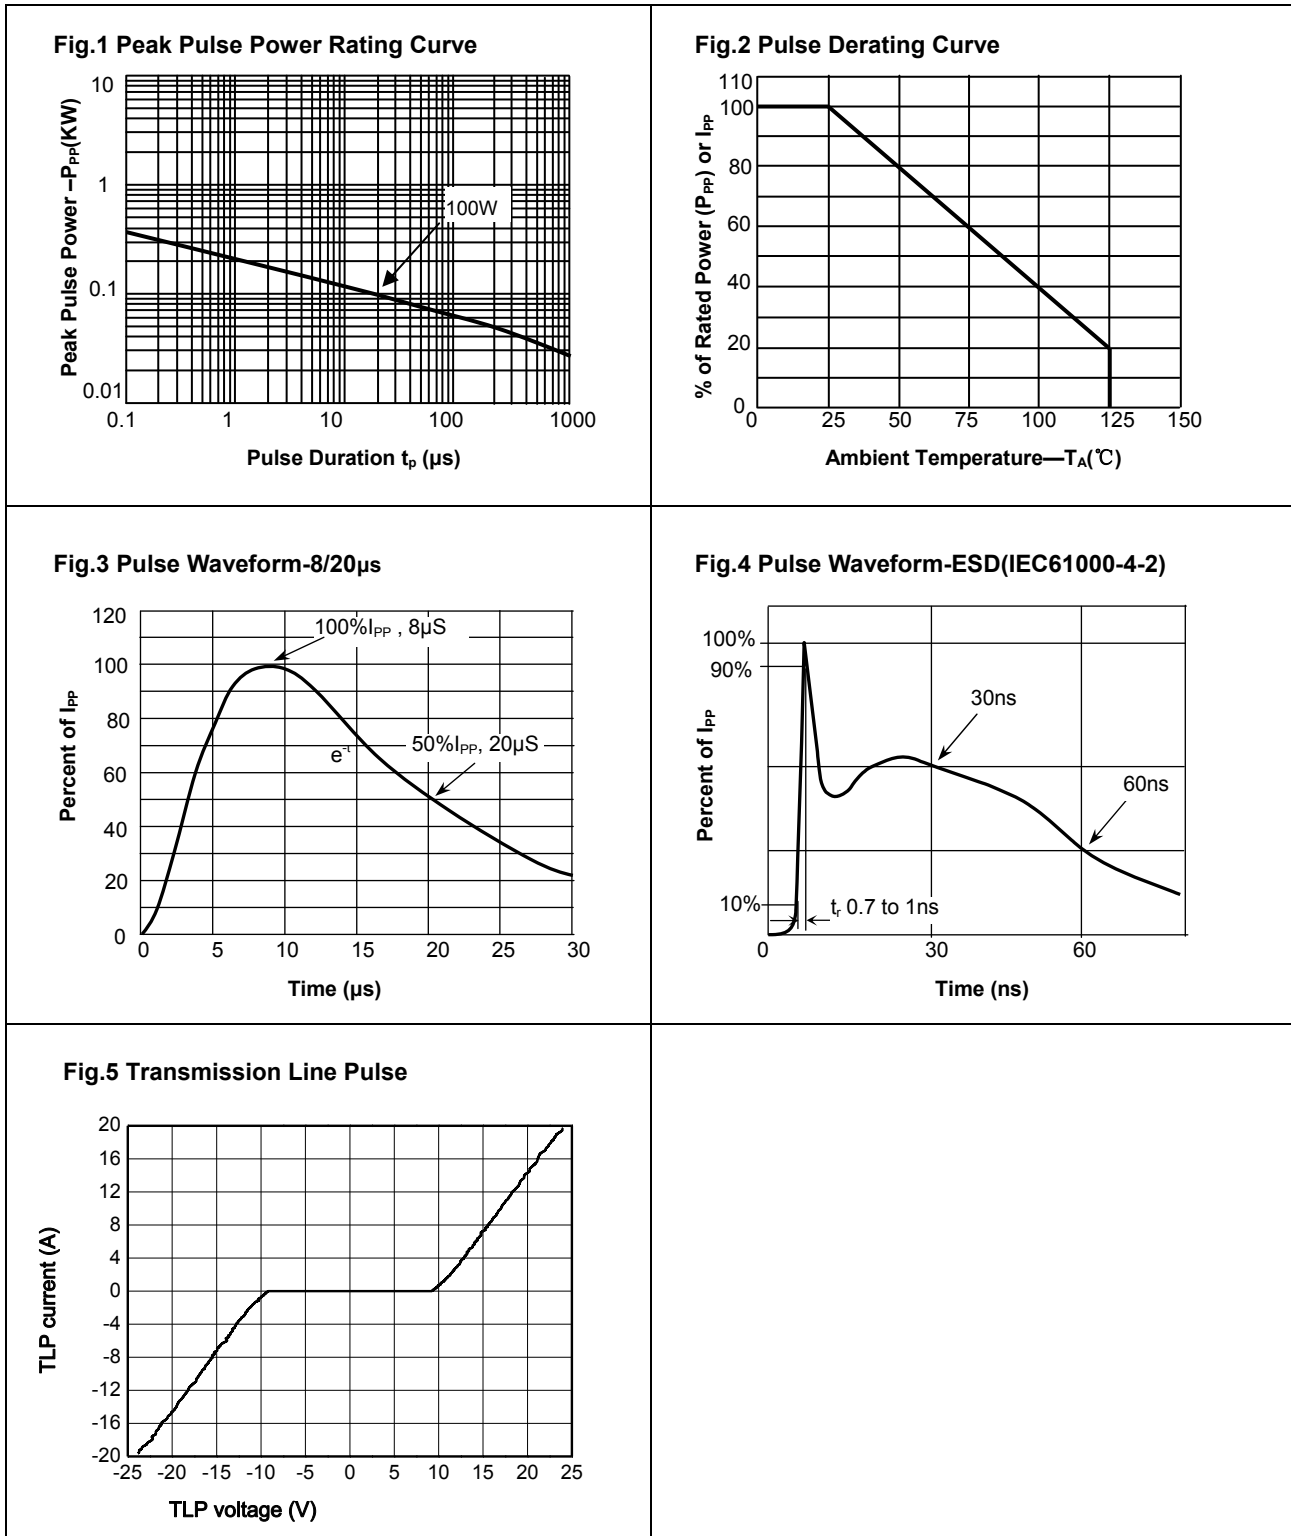 Fig.1 Peak Pulse Power Rating Curve
Peak Pulse Power –PPP(KW)
10
1
0.1
0.01
100W
0.1 1 10 100 1000
Pulse Duration tp (µs)
Fig.2 Pulse Derating Curve
% of Rated Power (PPP) or IPP
110
100
80
60
40
20
0
0 25 50 75 100 125 150
Ambient Temperature—TA(℃)
Fig.3 Pulse Waveform-8/20µs
Percent of IPP
120
100
80
60
40
20
0
100%IPP , 8µS
e-t
50%IPP, 20µS
0 5 10 15 20 25 30
Time (µs)
Fig.4 Pulse Waveform-ESD(IEC61000-4-2)
Percent of IPP
100%
90%
10%
30ns
60ns
tr 0.7 to 1ns
0 30 60
Time (ns)
Fig.5 Transmission Line Pulse
TLP current (A)
20
16
12
8
4
0
-4
-8
-12
-16
-20
-25 -20 -15 -10 -5 0 5 10 15 20 25
TLP voltage (V)